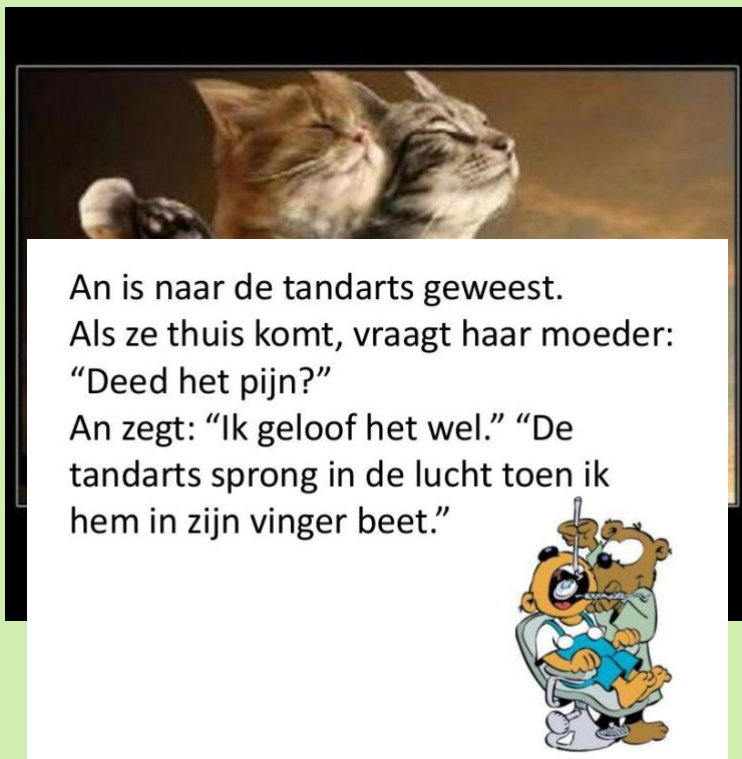 An is naar de tandarts geweest.
Als ze thuis komt, vraagt haar moeder:
“Deed het pijn?”
An zegt: “Ik geloof het wel.” “De
tandarts sprong in de lucht toen ik
hem in zijn vinger beet.”